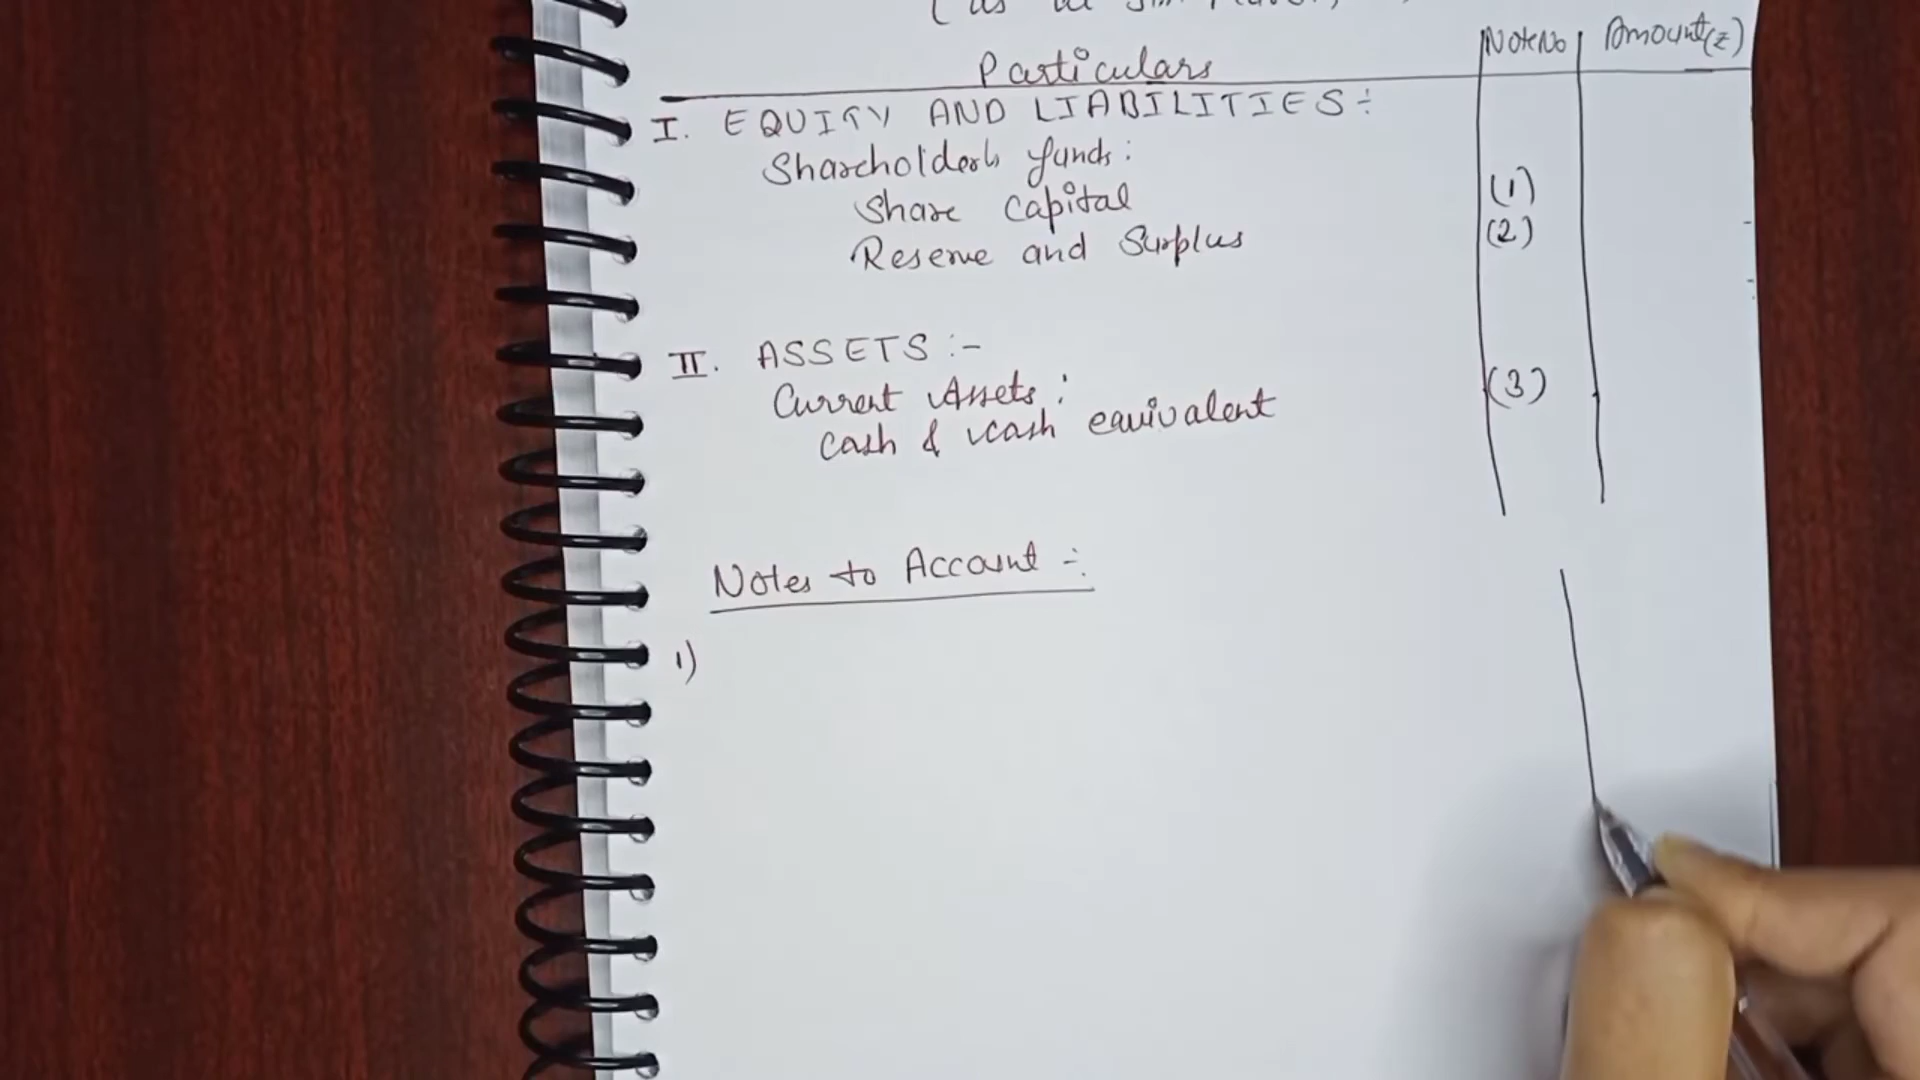 Particulars
Note No
Amount(₹)
I. EQUITY AND LIABILITIES :-
Shareholders funds :
Share Capital
(1)
Reserve and Surplus
(2)
II. ASSETS :-
Current Assets :
(3)
Cash & cash equivalent
Notes to Account :-
1)